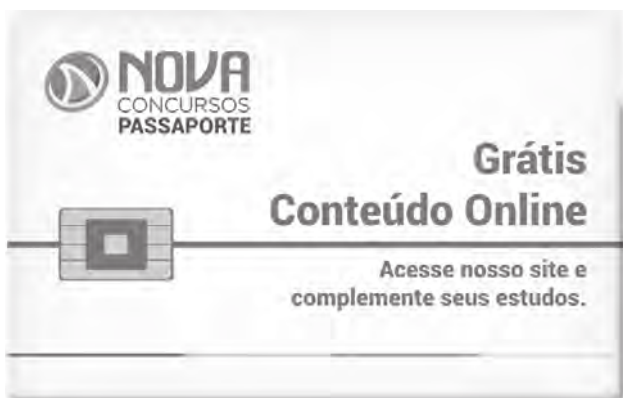 NOVA
CONCURSOS
PASSAPORTE
Grátis
Conteúdo Online
Acesse nosso site e
complemente seus estudos.